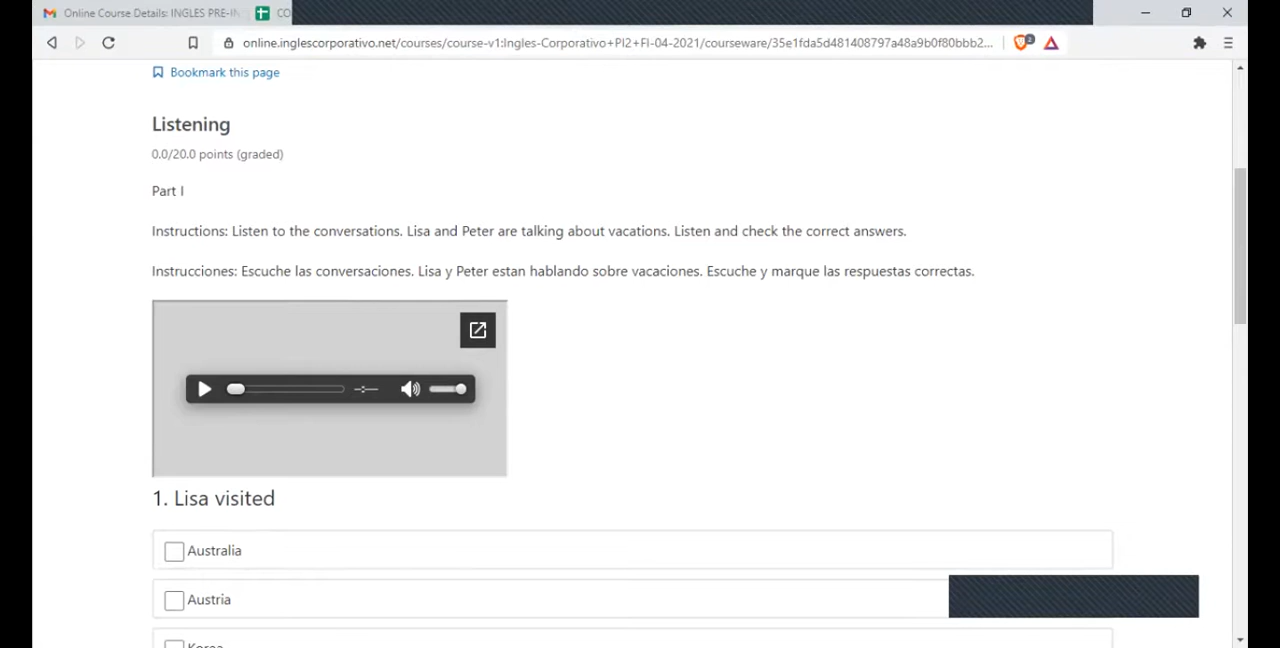 Online Course Details: INGLES PRE-IN
CO
online.inglescorporativo.net/courses/course-v1:Ingles-Corporativo+PI2+FI-04-2021/courseware/35e1fda5d481408797a48a9b0f80bbb2...
Bookmark this page
Listening
0.0/20.0 points (graded)
Part I
Instructions: Listen to the conversations. Lisa and Peter are talking about vacations. Listen and check the correct answers.
Instrucciones: Escuche las conversaciones. Lisa y Peter estan hablando sobre vacaciones. Escuche y marque las respuestas correctas.
1. Lisa visited
Australia
Austria
Korea